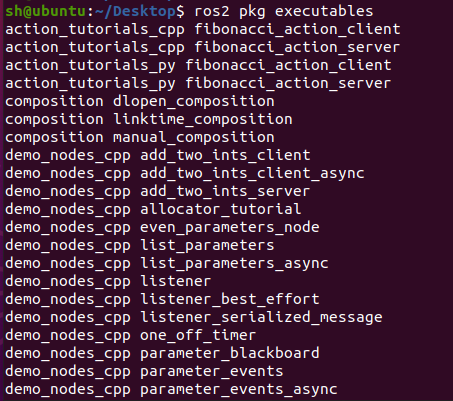 sh@ubuntu:~/Desktop$ ros2 pkg executables
action_tutorials_cpp fibonacci_action_client
action_tutorials_cpp fibonacci_action_server
action_tutorials_py fibonacci_action_client
action_tutorials_py fibonacci_action_server
composition dlopen_composition
composition linktime_composition
composition manual_composition
demo_nodes_cpp add_two_ints_client
demo_nodes_cpp add_two_ints_client_async
demo_nodes_cpp add_two_ints_server
demo_nodes_cpp allocator_tutorial
demo_nodes_cpp even_parameters_node
demo_nodes_cpp list_parameters
demo_nodes_cpp list_parameters_async
demo_nodes_cpp listener
demo_nodes_cpp listener_best_effort
demo_nodes_cpp listener_serialized_message
demo_nodes_cpp one_off_timer
demo_nodes_cpp parameter_blackboard
demo_nodes_cpp parameter_events
demo_nodes_cpp parameter_events_async